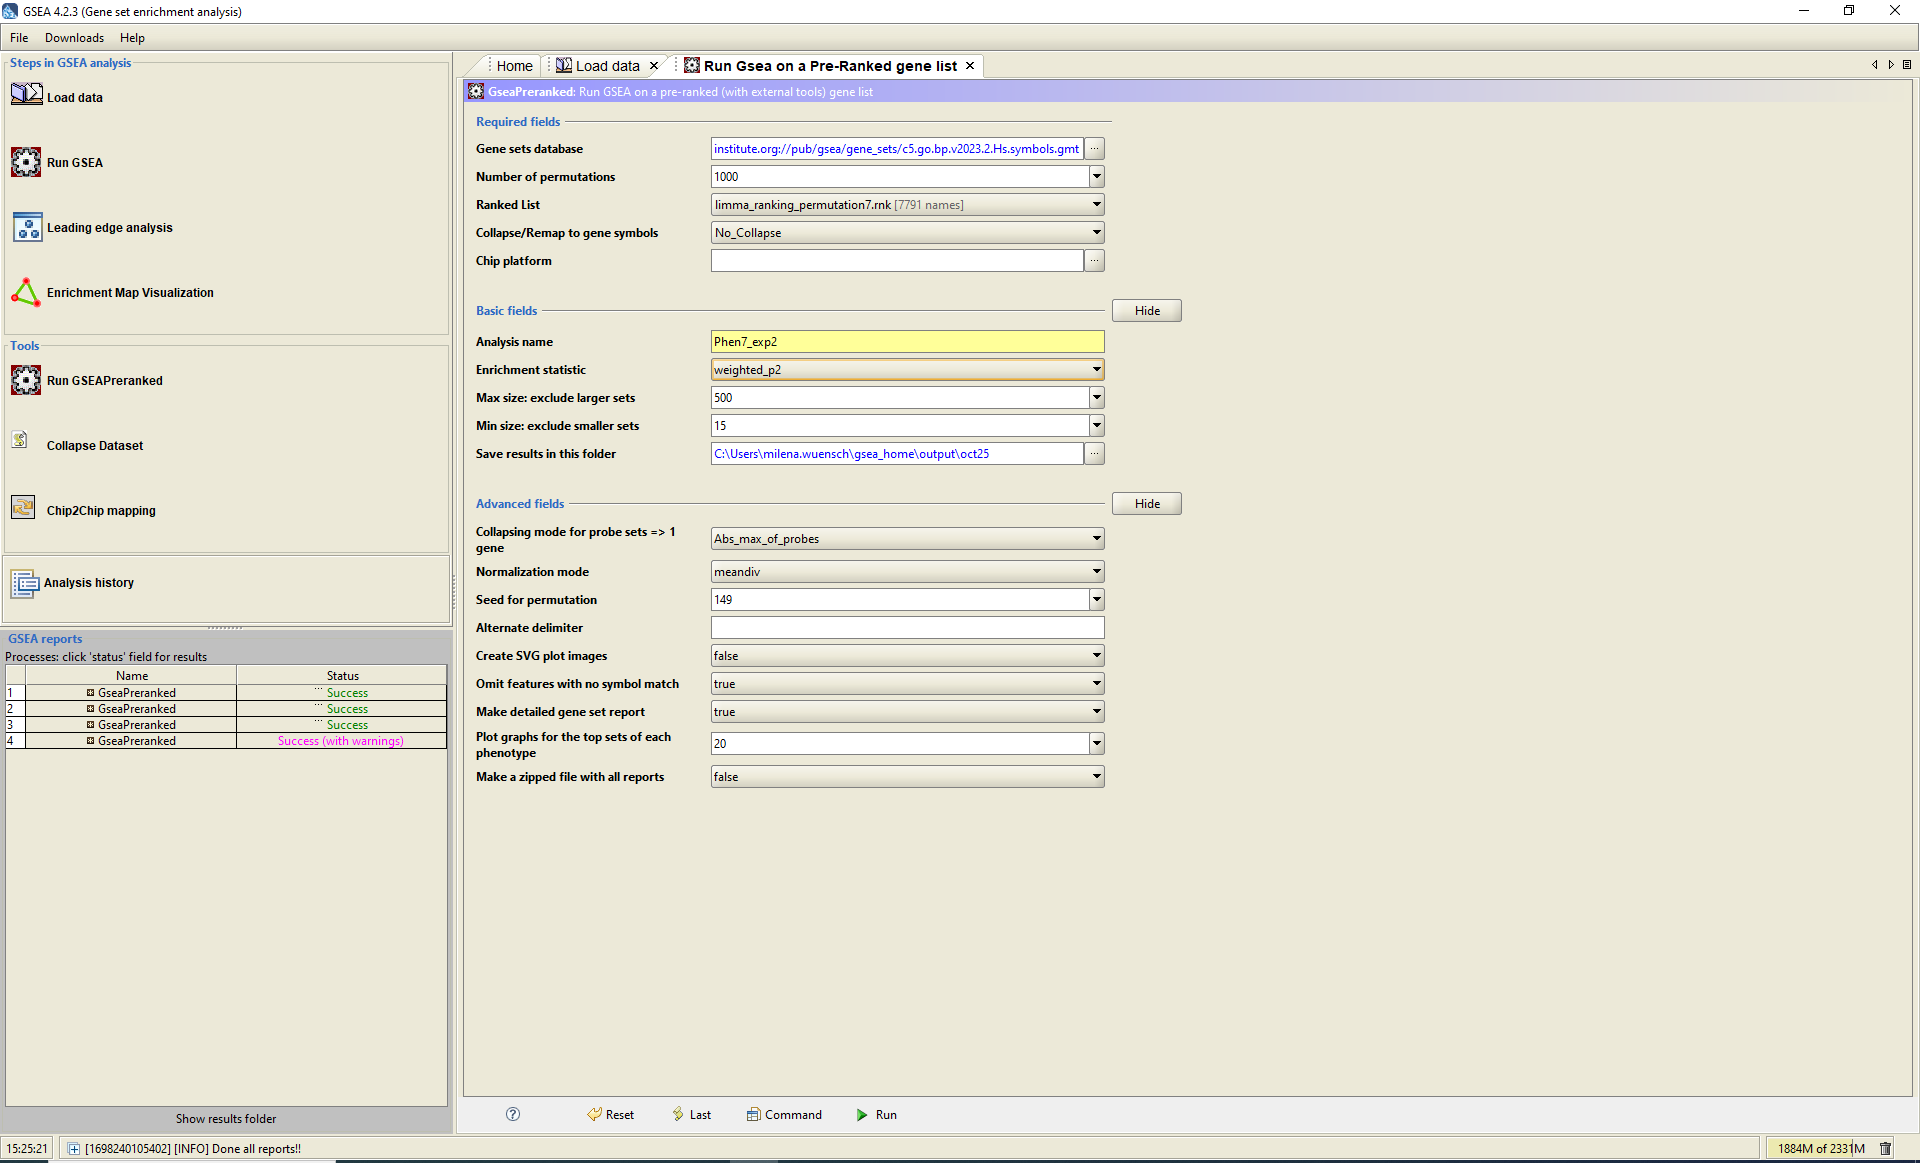 GSEA 4.2.3 (Gene set enrichment analysis)
File Downloads Help
Steps in GSEA analysis
Load data
Run GSEA
Leading edge analysis
Enrichment Map Visualization
Tools
Run GSEAPreranked
Collapse Dataset
Chip2Chip mapping
Analysis history
GSEA reports
Processes: click 'status' field for results
Name Status
1 GseaPreranked ... Success
2 GseaPreranked ... Success
3 GseaPreranked ... Success
4 GseaPreranked Success (with warnings)
Show results folder
Home Load data Run Gsea on a Pre-Ranked gene list
GseaPreranked: Run GSEA on a pre-ranked (with external tools) gene list
Required fields
Gene sets database institute.org://pub/gsea/gene_sets/c5.go.bp.v2023.2.Hs.symbols.gmt ...
Number of permutations 1000
Ranked List limma_ranking_permutation7.rnk [7791 names]
Collapse/Remap to gene symbols No_Collapse
Chip platform ...
Basic fields Hide
Analysis name Phen7_exp2
Enrichment statistic weighted_p2
Max size: exclude larger sets 500
Min size: exclude smaller sets 15
Save results in this folder C:\Users\milena.wuensch\gsea_home\output\oct25 ...
Advanced fields Hide
Collapsing mode for probe sets => 1
gene Abs_max_of_probes
Normalization mode meandiv
Seed for permutation 149
Alternate delimiter
Create SVG plot images false
Omit features with no symbol match true
Make detailed gene set report true
Plot graphs for the top sets of each
phenotype 20
Make a zipped file with all reports false
? Reset Last Command Run
15:25:21 [1698240105402] [INFO] Done all reports!! 1884M of 2331M